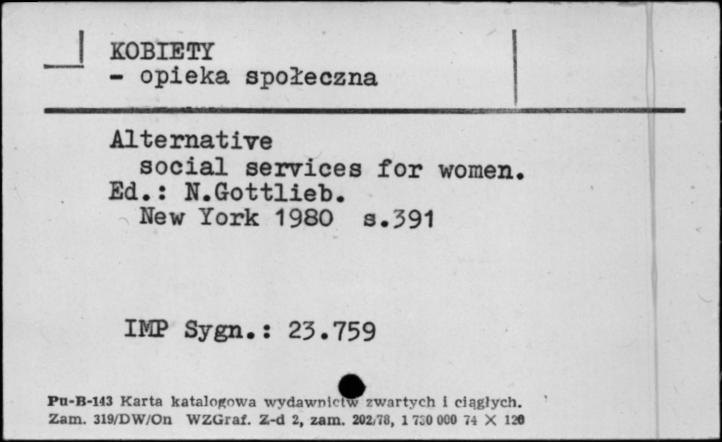 KOBIETY
- opieka społeczna
Alternative
social services for women.
Ed.: N.Gottlieb.
New York 1980 s.391
IMP Sygn.: 23.759
Pu-B-143 Karta katalogowa wydawnictw zwartych i ciągłych.
Zam. 319/DW/On WZGraf. Z-d 2, zam. 202/78, 1 730 000 74 X 120